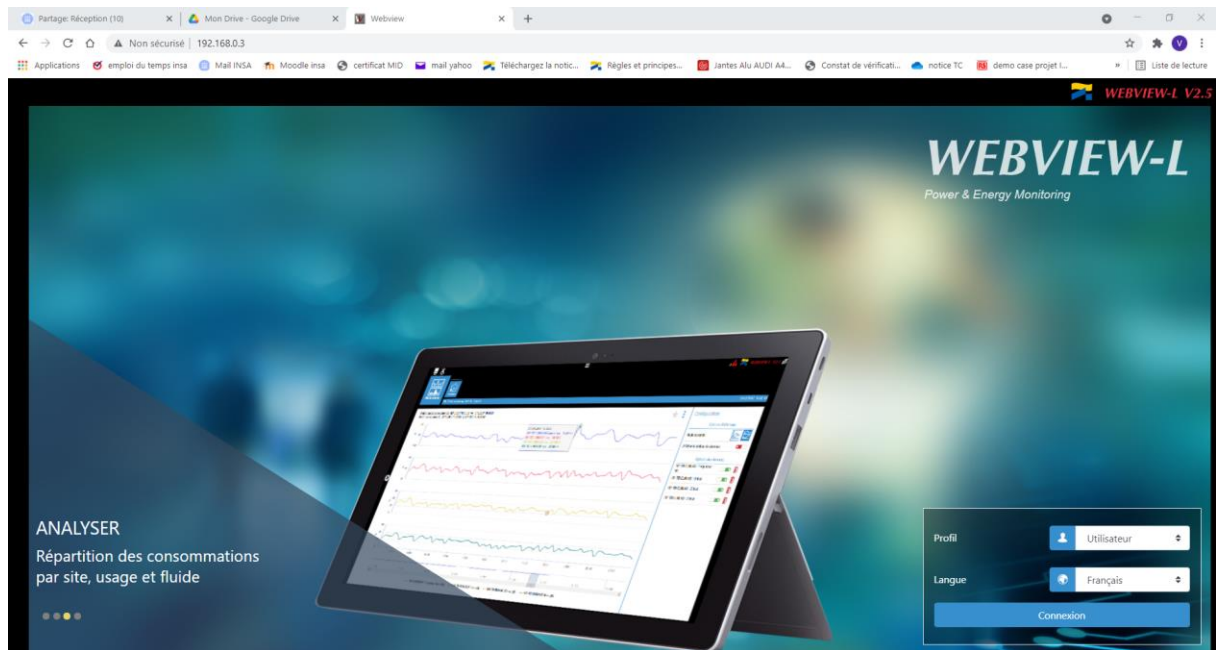 Partage: Réception (10)
Mon Drive - Google Drive
Webview
Non sécurisé
192.168.0.3
Applications
emploi du temps insa
Mail INSA
Moodle insa
certificat MID
mail yahoo
Téléchargez la notic...
Règles et principes...
Jantes Alu AUDI A4...
Constat de vérificati...
notice TC
demo case projet I...
»
Liste de lecture
WEBVIEW-L V2.5
WEBVIEW-L
Power & Energy Monitoring
ANALYSER
Répartition des consommations
par site, usage et fluide
Profil
Utilisateur
Langue
Français
Connexion